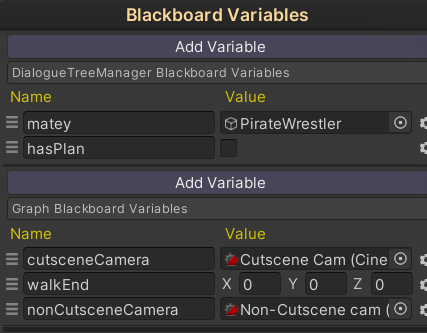 Blackboard Variables
Add Variable
DialogueTreeManager Blackboard Variables
Name Value
matey PirateWrestler
hasPlan
Add Variable
Graph Blackboard Variables
Name Value
cutsceneCamera Cutscene Cam (Cine
walkEnd X 0 Y 0 Z 0
nonCutsceneCamera Non-Cutscene cam (